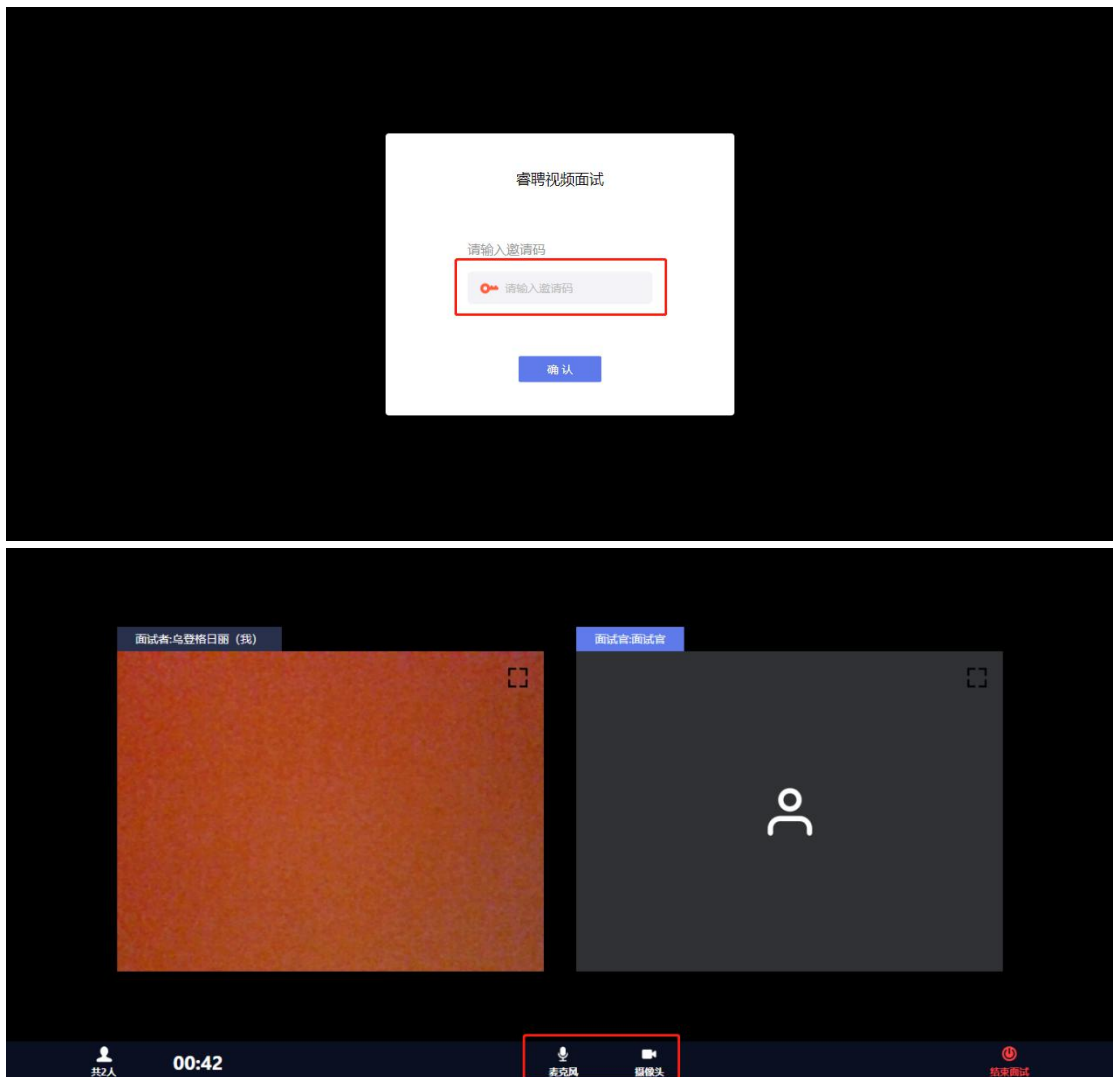 睿聘视频面试
请输入邀请码
请输入邀请码
确 认
面试者:乌登格日丽（我）
面试官:面试官
共2人
00:42
麦克风
摄像头
结束面试